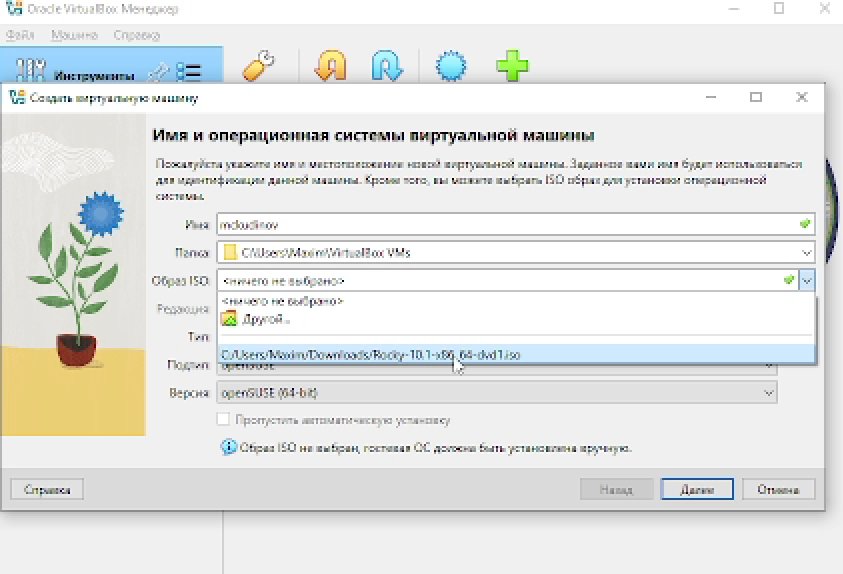 Oracle VirtualBox Менеджер
Файл Машина Справка
Инструменты
Создать виртуальную машину
Имя и операционная системы виртуальной машины
Пожалуйста укажите имя и местоположение новой виртуальной машины. Заданное вами имя будет использоваться
для идентификации данной машины. Кроме того, вы можете выбрать ISO образ для установки операционной
системы.
Имя: mckudinov
Папка: C:\Users\Maxim\VirtualBox VMs
Образ ISO: <ничего не выбрано>
<ничего не выбрано>
Редакция:
Другой...
Тип:
C:/Users/Maxim/Downloads/Rocky-10.1-x86_64-dvd1.iso
Подтип: openSUSE
Версия: openSUSE (64-bit)
Пропустить автоматическую установку
Образ ISO не выбран, гостевая ОС должна быть установлена вручную.
Справка Назад Далее Отмена